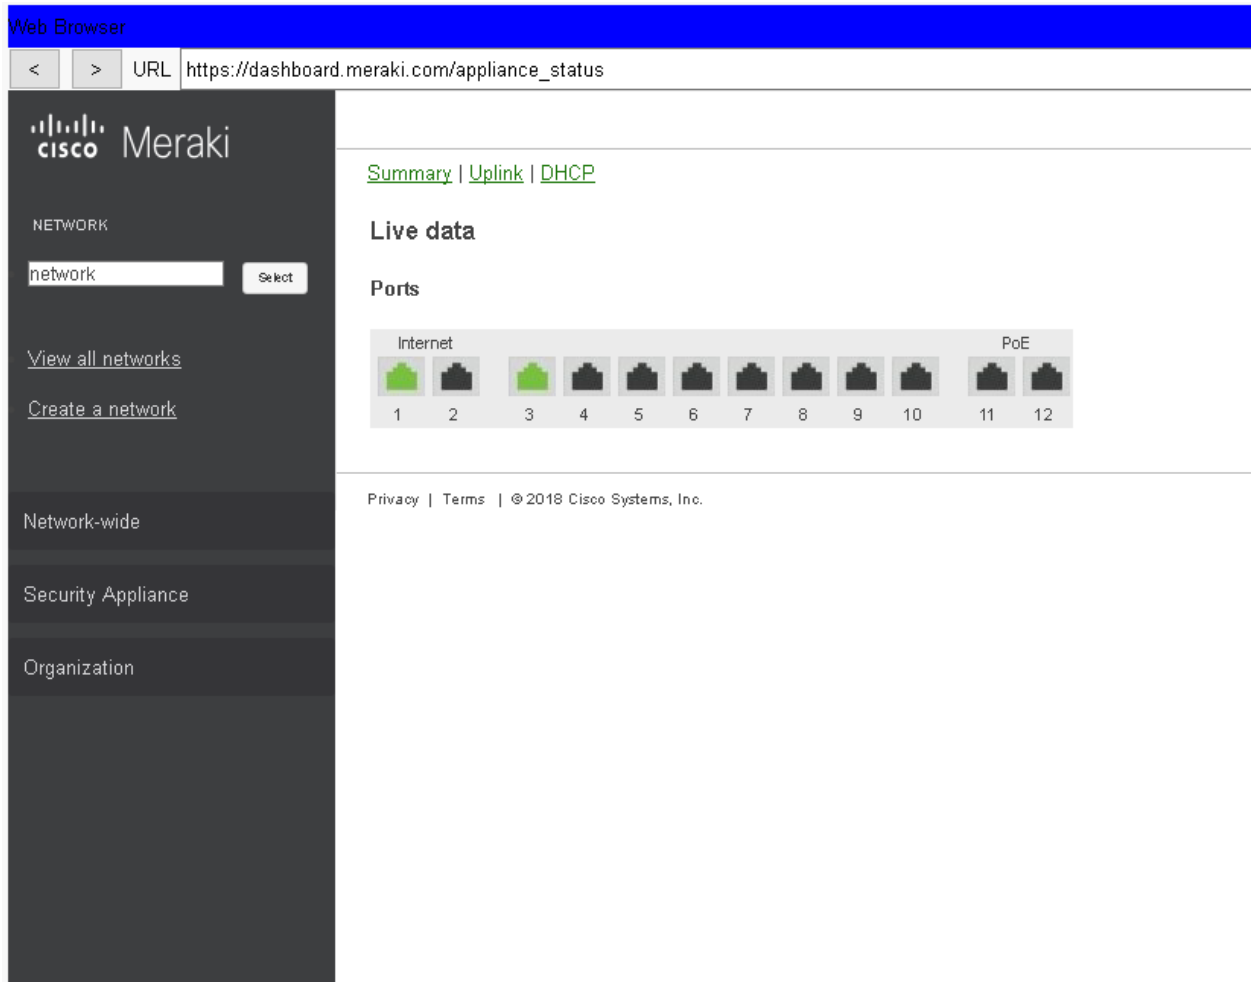 Web Browser
< > URL https://dashboard.meraki.com/appliance_status
cisco Meraki
NETWORK
network Select
View all networks
Create a network
Network-wide
Security Appliance
Organization
Summary | Uplink | DHCP
Live data
Ports
Internet PoE
1 2 3 4 5 6 7 8 9 10 11 12
Privacy | Terms | © 2018 Cisco Systems, Inc.